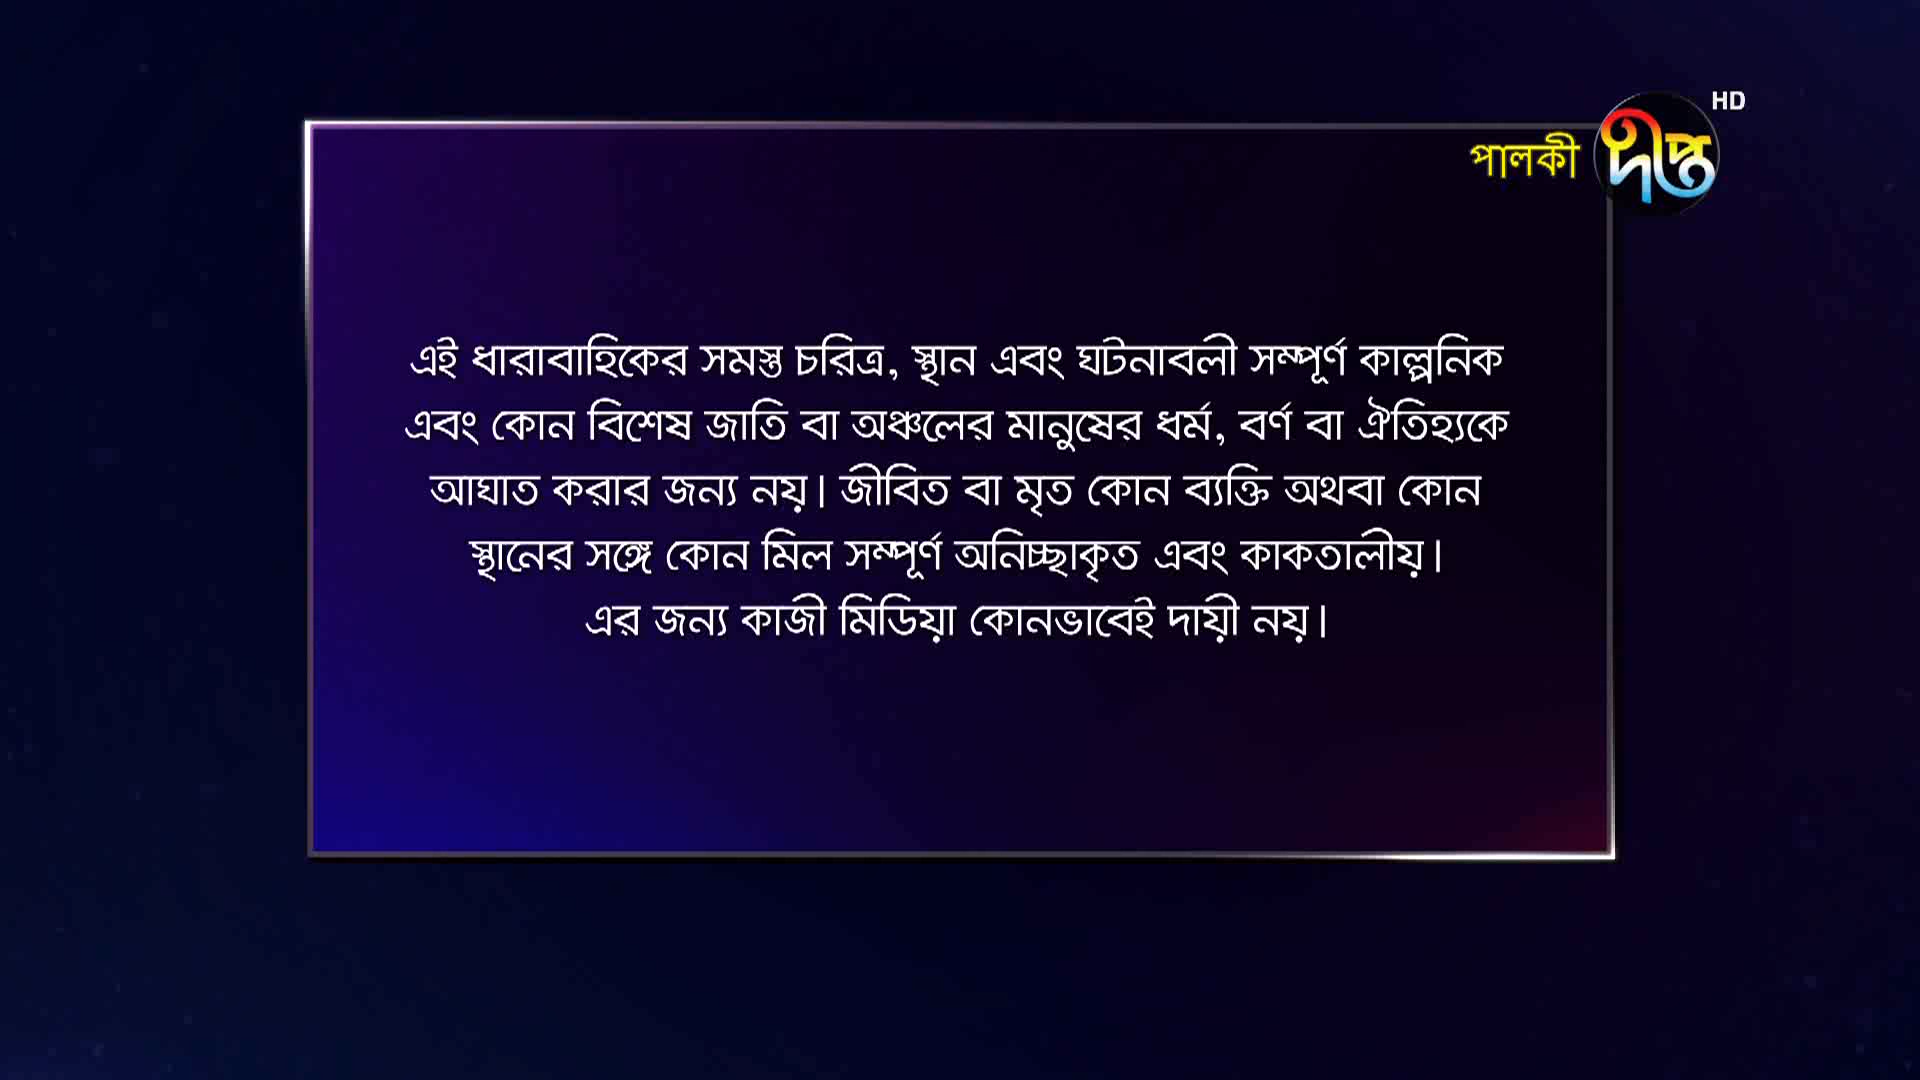 HD
পালকী দীপ্ত
এই ধারাবাহিকের সমস্ত চরিত্র, স্থান এবং ঘটনাবলী সম্পূর্ণ কাল্পনিক
এবং কোন বিশেষ জাতি বা অঞ্চলের মানুষের ধর্ম, বর্ণ বা ঐতিহ্যকে
আঘাত করার জন্য নয়। জীবিত বা মৃত কোন ব্যক্তি অথবা কোন
স্থানের সঙ্গে কোন মিল সম্পূর্ণ অনিচ্ছাকৃত এবং কাকতালীয়।
এর জন্য কাজী মিডিয়া কোনভাবেই দায়ী নয়।